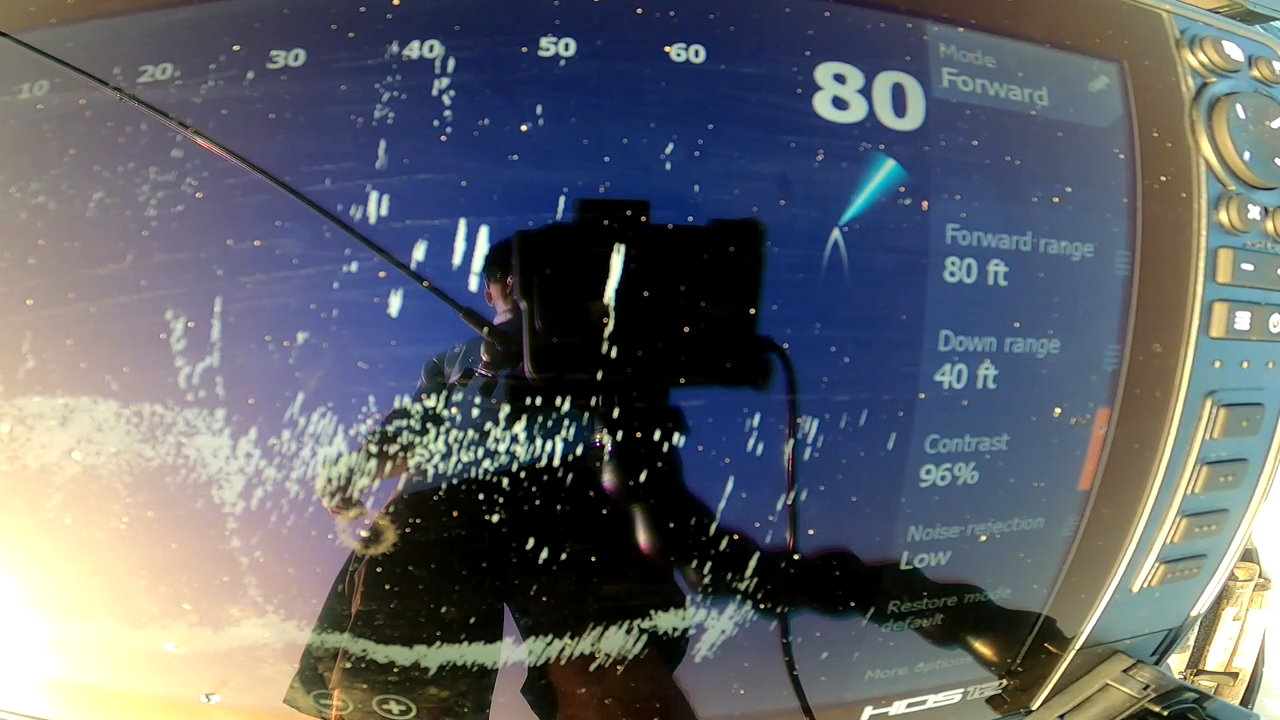 10 20 30 40 50 60 80
Mode
Forward
Forward range
80 ft
Down range
40 ft
Contrast
96%
Noise rejection
Low
Restore mode
default
More options
HDS 12